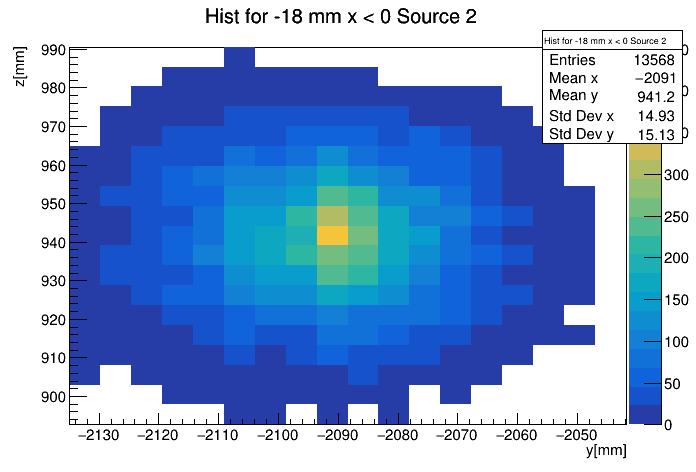 Hist for -18 mm x < 0 Source 2
Hist for -18 mm x < 0 Source 2
Entries 13568
Mean x −2091
Mean y 941.2
Std Dev x 14.93
Std Dev y 15.13
z[mm]
990
980
970
960
950
940
930
920
910
900
−2130 −2120 −2110 −2100 −2090 −2080 −2070 −2060 −2050
y[mm]
0
300
250
200
150
100
50
0